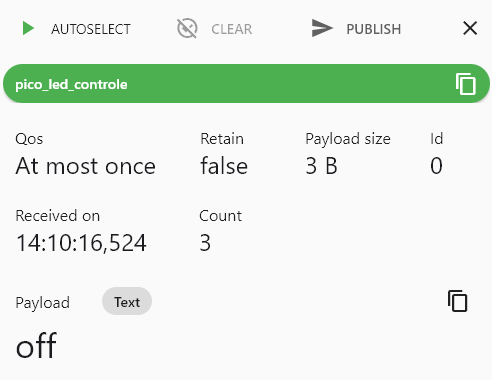 AUTOSELECT CLEAR PUBLISH
pico_led_controle
Qos Retain Payload size Id
At most once false 3 B 0
Received on Count
14:10:16,524 3
Payload Text
off